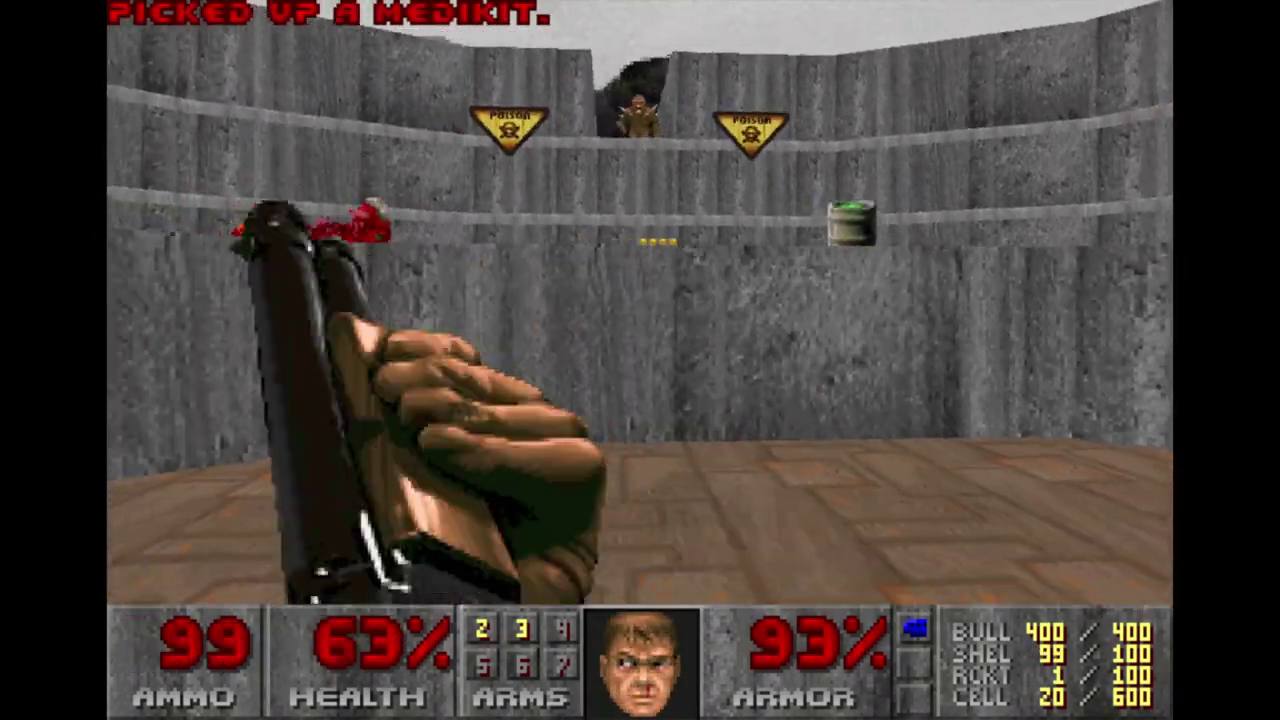 PICKED UP A MEDIKIT.
POISON POISON
99 63% 2 3 4 93% BULL 400 / 400
SHEL 99 / 100
5 6 7 RCKT 1 / 100
AMMO HEALTH ARMS ARMOR CELL 20 / 600